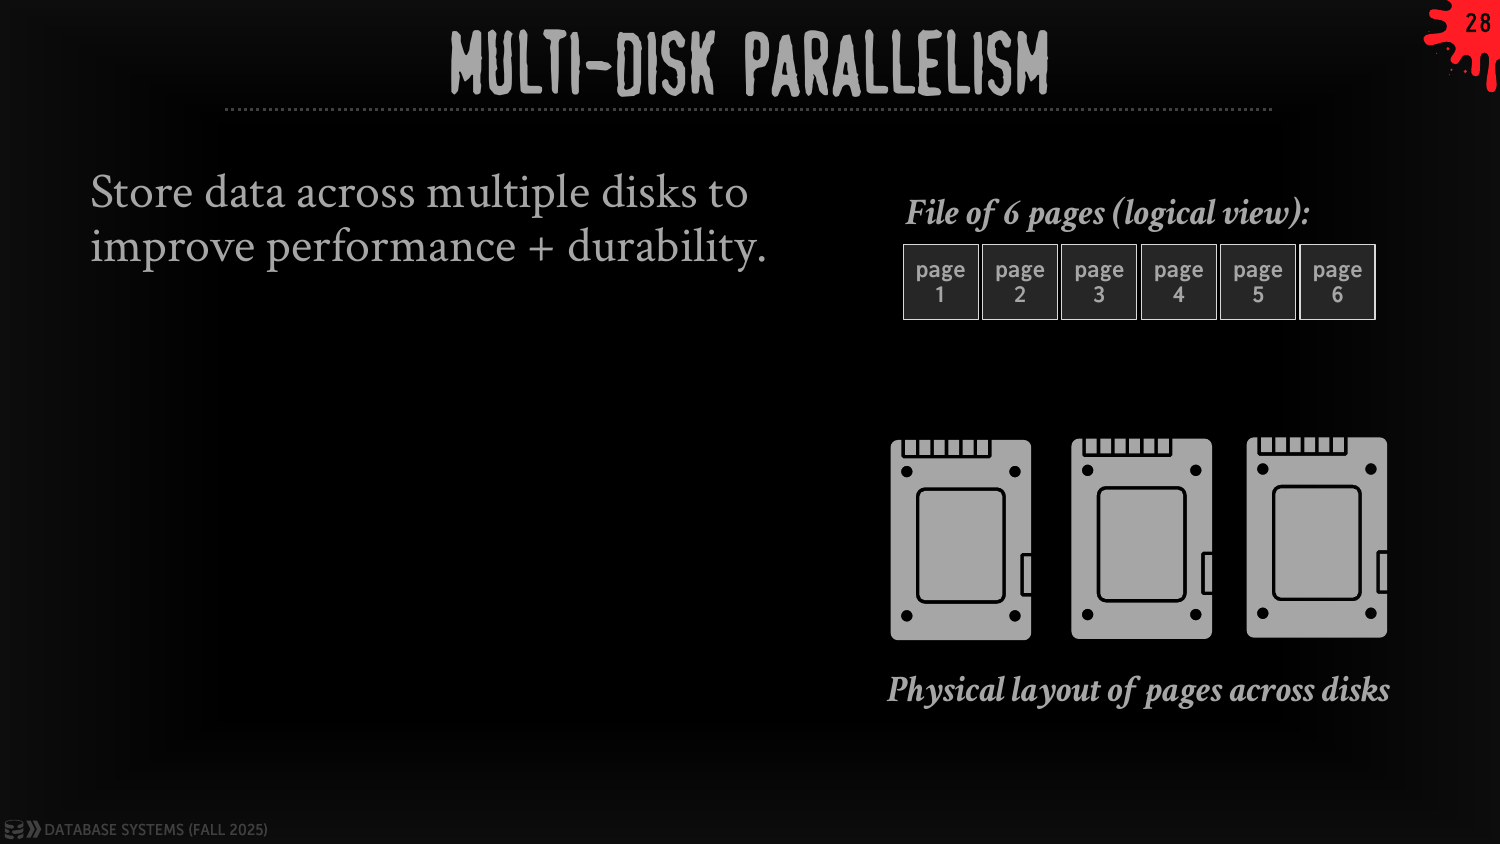 28
MULTI-DISK PARALLELISM
Store data across multiple disks to
improve performance + durability.
File of 6 pages (logical view):
page 1
page 2
page 3
page 4
page 5
page 6
Physical layout of pages across disks
DATABASE SYSTEMS (FALL 2025)